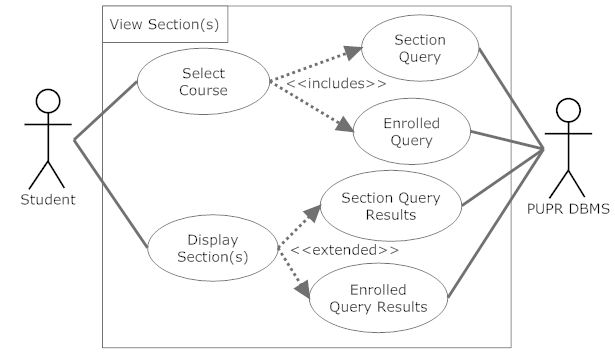 View Section(s)
Section
Query
Select
Course
<<includes>>
Enrolled
Query
Student
PUPR DBMS
Section Query
Results
Display
Section(s)
<<extended>>
Enrolled
Query Results